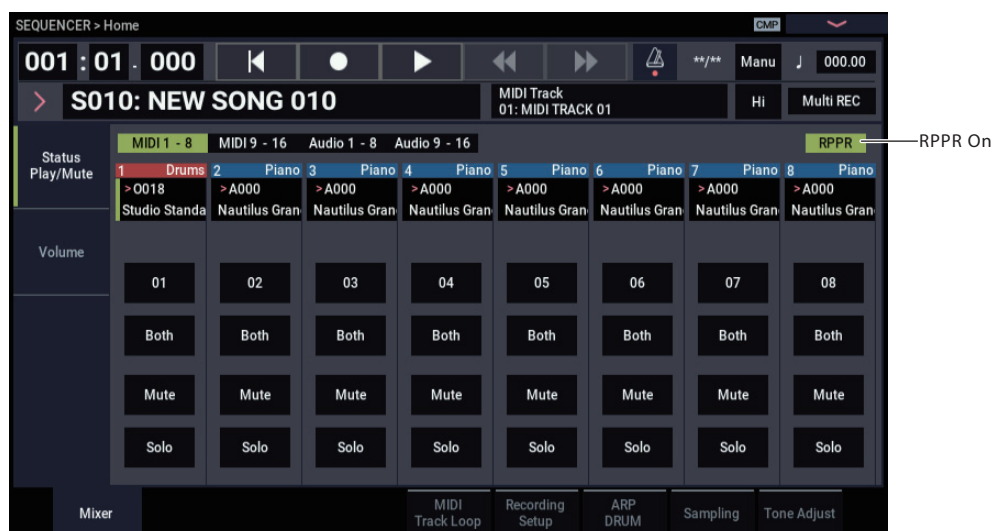 SEQUENCER > Home CMP
001 : 01 . 000 **/** Manu ♩ 000.00
> S010: NEW SONG 010 MIDI Track Hi Multi REC
01: MIDI TRACK 01
Status
Play/Mute
MIDI 1 - 8 MIDI 9 - 16 Audio 1 - 8 Audio 9 - 16 RPPR RPPR On
1 Drums 2 Piano 3 Piano 4 Piano 5 Piano 6 Piano 7 Piano 8 Piano
>O018 >A000 >A000 >A000 >A000 >A000 >A000 >A000
Studio Standa Nautilus Gran Nautilus Gran Nautilus Gran Nautilus Gran Nautilus Gran Nautilus Gran Nautilus Gran
Volume
01 02 03 04 05 06 07 08
Both Both Both Both Both Both Both Both
Mute Mute Mute Mute Mute Mute Mute Mute
Solo Solo Solo Solo Solo Solo Solo Solo
Mixer
MIDI
Track Loop
Recording
Setup
ARP
DRUM
Sampling
Tone Adjust